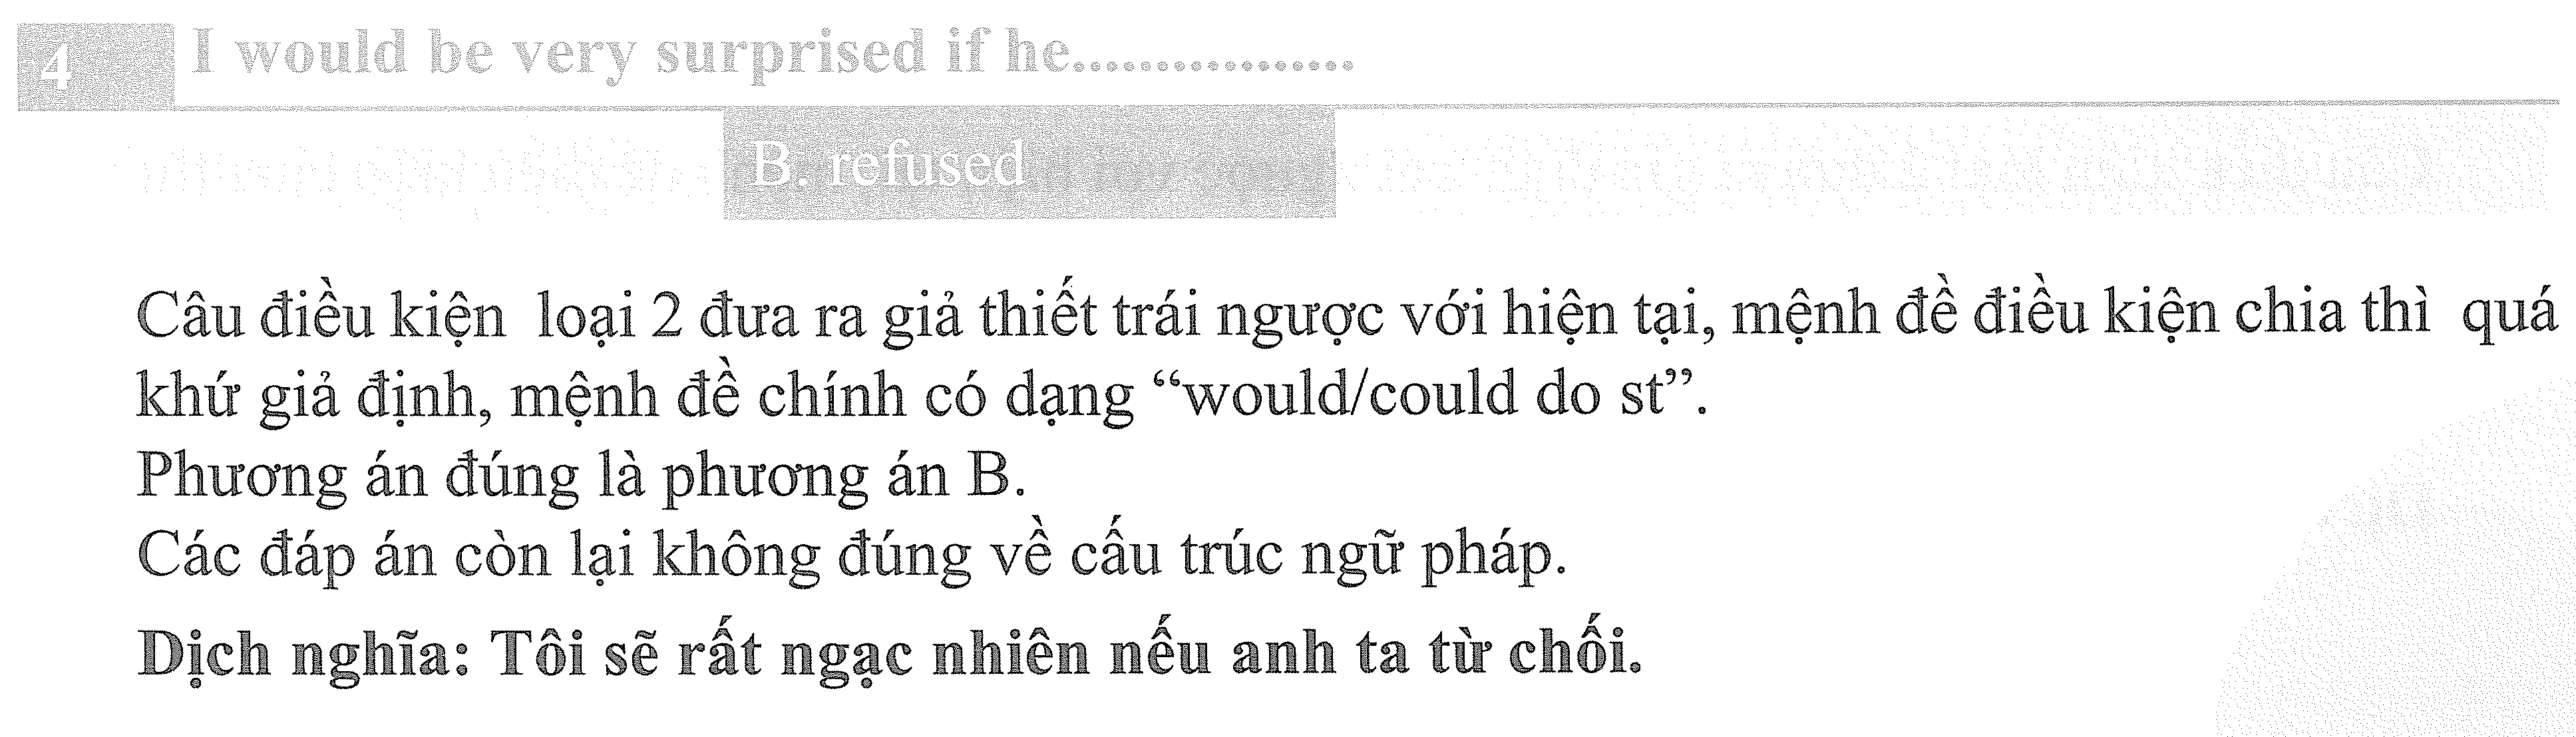 4 I would be very surprised if he................
B. refused
Câu điều kiện loại 2 đưa ra giả thiết trái ngược với hiện tại, mệnh đề điều kiện chia thì quá
khứ giả định, mệnh đề chính có dạng “would/could do st”.
Phương án đúng là phương án B.
Các đáp án còn lại không đúng về cấu trúc ngữ pháp.
Dịch nghĩa: Tôi sẽ rất ngạc nhiên nếu anh ta từ chối.